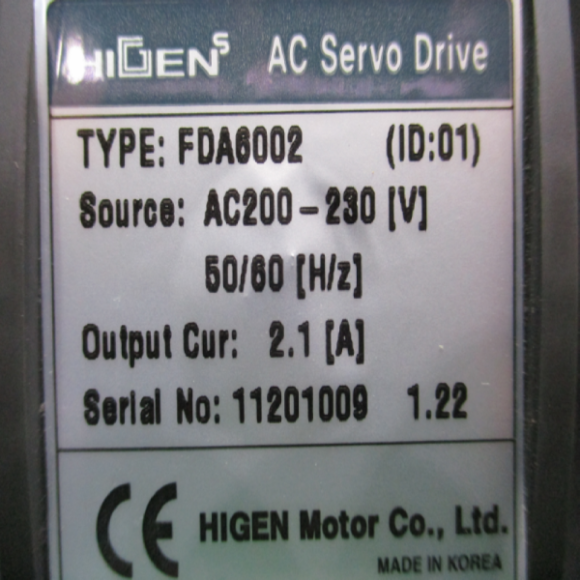 HIGENS AC Servo Drive
TYPE: FDA6002 (ID:01)
Source: AC200-230 [V]
50/60 [H/z]
Output Cur: 2.1 [A]
Serial No: 11201009 1.22
CE HIGEN Motor Co., Ltd.
MADE IN KOREA